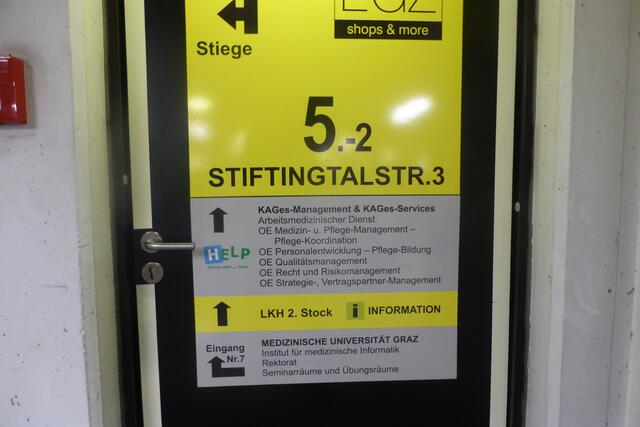 LGZ
shops & more
Stiege
5.-2
STIFTINGTALSTR.3
KAGes-Management & KAGes-Services
Arbeitsmedizinischer Dienst
OE Medizin- u. Pflege-Management –
Pflege-Koordination
HELP
OE Personalentwicklung – Pflege-Bildung
OE Qualitätsmanagement
OE Recht und Risikomanagement
OE Strategie-, Vertragspartner-Management
LKH 2. Stock i INFORMATION
Eingang
Nr.7
MEDIZINISCHE UNIVERSITÄT GRAZ
Institut für medizinische Informatik
Rektorat
Seminarräume und Übungsräume